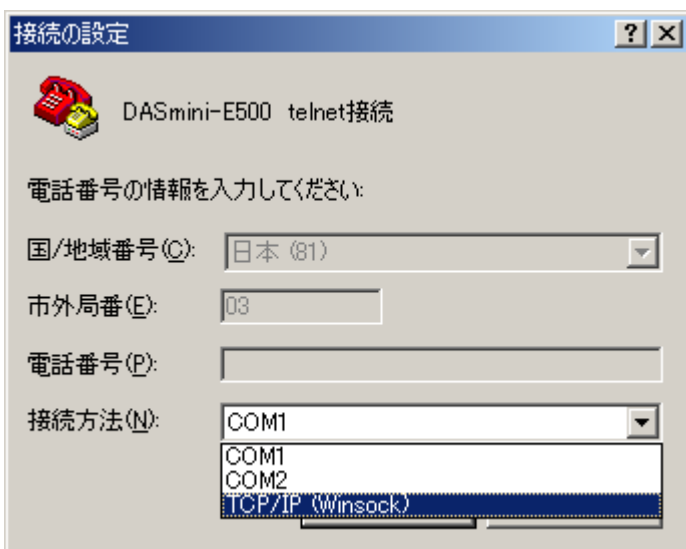 接続の設定
DASmini-E500 telnet接続
電話番号の情報を入力してください:
国/地域番号(C): 日本 (81)
市外局番(E): 03
電話番号(P):
接続方法(N): COM1
COM1
COM2
TCP/IP (Winsock)